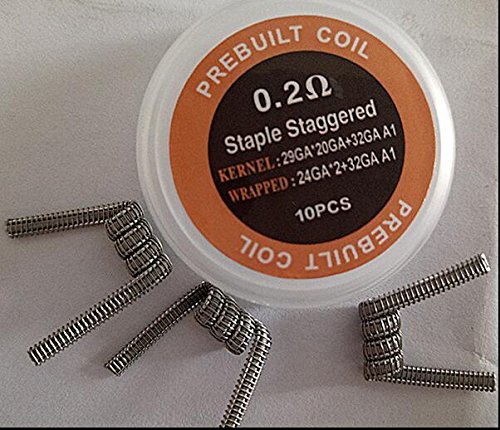 PREBUILT COIL
0.2Ω
Staple Staggered
KERNEL:29GA*20GA+32GA A1
WRAPPED:24GA*2+32GA A1
10PCS
PREBUILT COIL